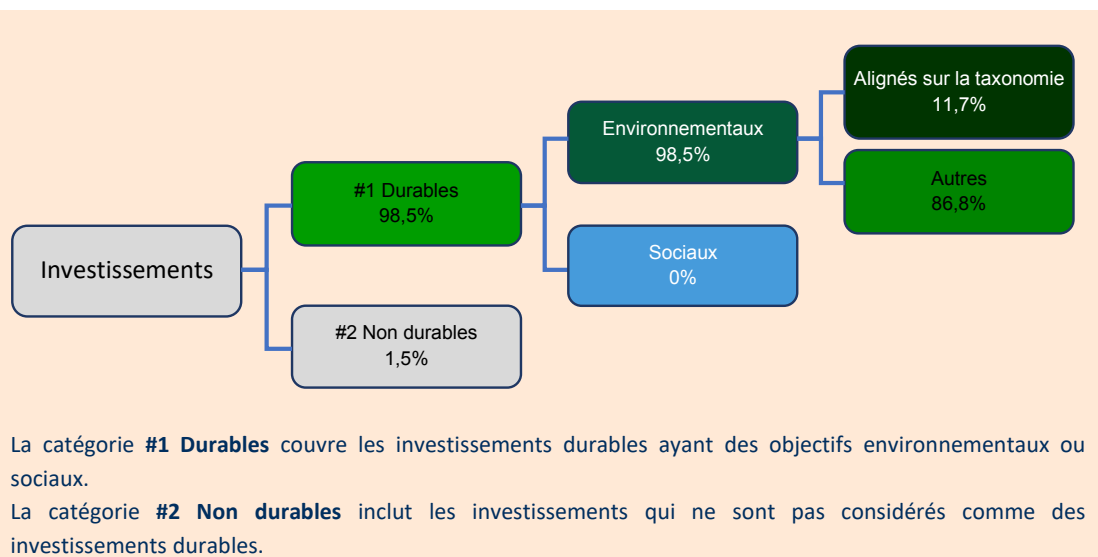 Alignés sur la taxonomie
11,7%
Environnementaux
98,5%
#1 Durables
98,5%
Autres
86,8%
Investissements
Sociaux
0%
#2 Non durables
1,5%
La catégorie #1 Durables couvre les investissements durables ayant des objectifs environnementaux ou
sociaux.
La catégorie #2 Non durables inclut les investissements qui ne sont pas considérés comme des
investissements durables.